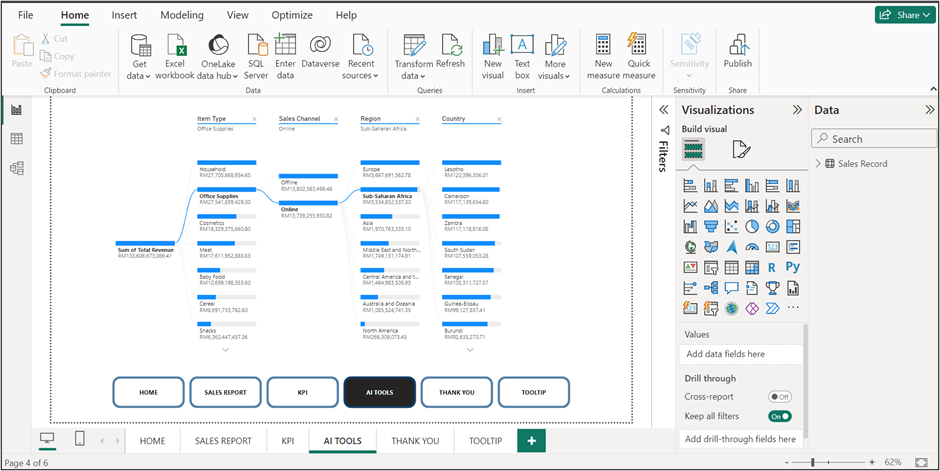 File Home Insert Modeling View Optimize Help Share
Paste Cut
Copy
Format painter
Get data Excel workbook OneLake data hub SQL Server Enter data Dataverse Recent sources Transform data Refresh New visual Text box More visuals New measure Quick measure Sensitivity Publish
Clipboard Data Queries Insert Calculations Sensitivity Share
Item Type
Office Supplies
Sales Channel
Online
Region
Sub-Saharan Africa
Country
Sum of Total Revenue
RM133,606,673,066.41
Household
RM27,705,668,934.65
Office Supplies
RM27,541,839,429.30
Cosmetics
RM18,329,375,660.80
Meat
RM17,611,952,883.63
Baby Food
RM10,699,198,353.60
Cereal
RM8,691,733,782.60
Snacks
RM6,362,447,457.36
Offline
RM13,802,583,498.48
Online
RM13,739,255,930.82
Europe
RM3,667,691,562.78
Sub-Saharan Africa
RM3,534,852,537.30
Asia
RM1,970,763,335.10
Middle East and North...
RM1,749,131,174.91
Central America and t...
RM1,464,983,505.93
Australia and Oceania
RM1,085,524,741.35
North America
RM266,309,073.45
Lesotho
RM120,396,356.01
Cameroon
RM117,139,654.80
Zambia
RM117,116,816.08
South Sudan
RM107,559,053.28
Senegal
RM105,311,727.57
Guinea-Bissau
RM99,127,837.41
Burundi
RM92,635,273.71
HOME SALES REPORT KPI AI TOOLS THANK YOU TOOLTIP
Filters
Visualizations
Build visual
R Py
Values
Add data fields here
Drill through
Cross-report Off
Keep all filters On
Add drill-through fields here
Data
Search
Sales Record
HOME SALES REPORT KPI AI TOOLS THANK YOU TOOLTIP +
Page 4 of 6 - + 62%